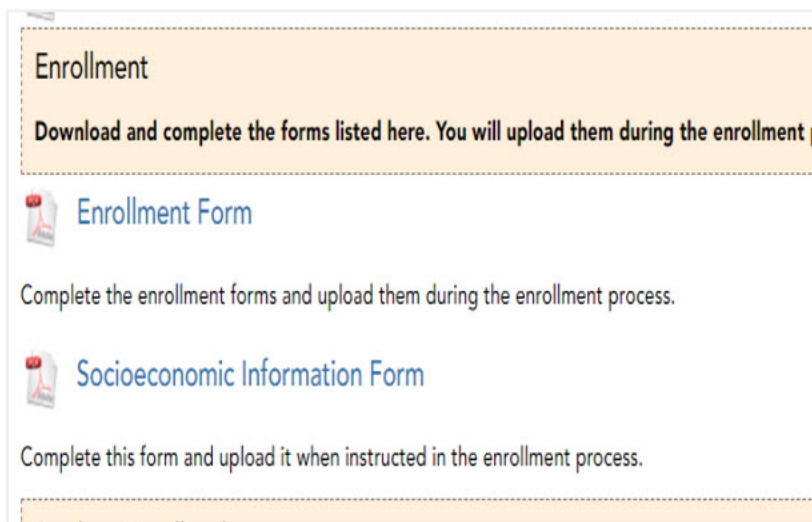 Enrollment
Download and complete the forms listed here. You will upload them during the enrollment
Enrollment Form
Complete the enrollment forms and upload them during the enrollment process.
Socioeconomic Information Form
Complete this form and upload it when instructed in the enrollment process.